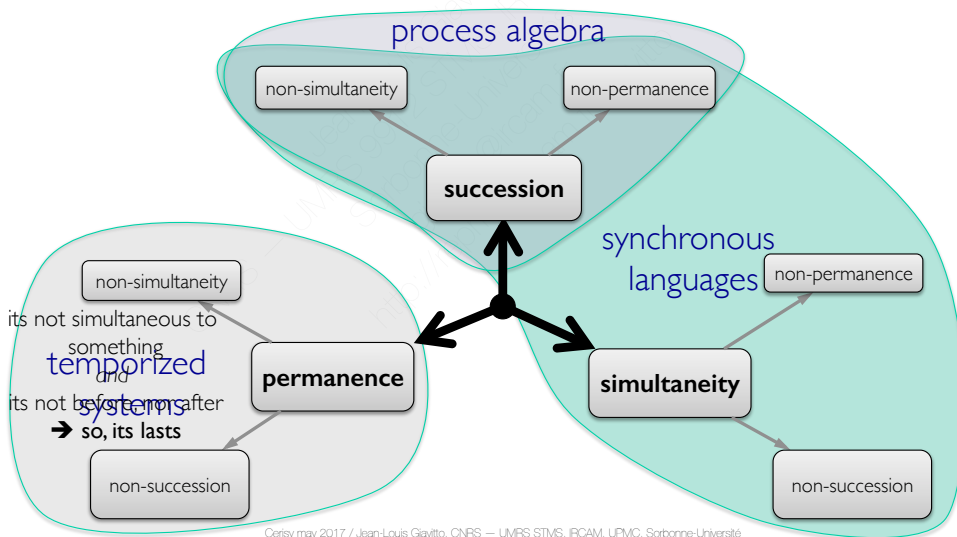 process algebra
non-simultaneity
non-permanence
succession
synchronous
languages
non-permanence
non-simultaneity
its not simultaneous to
something
and
its not before, nor after
➔ so, its lasts
temporized
systems
permanence
simultaneity
non-succession
non-succession
Cerisy may 2017 / Jean-Louis Giavitto, CNRS — UMRS STMS, IRCAM, UPMC, Sorbonne-Université